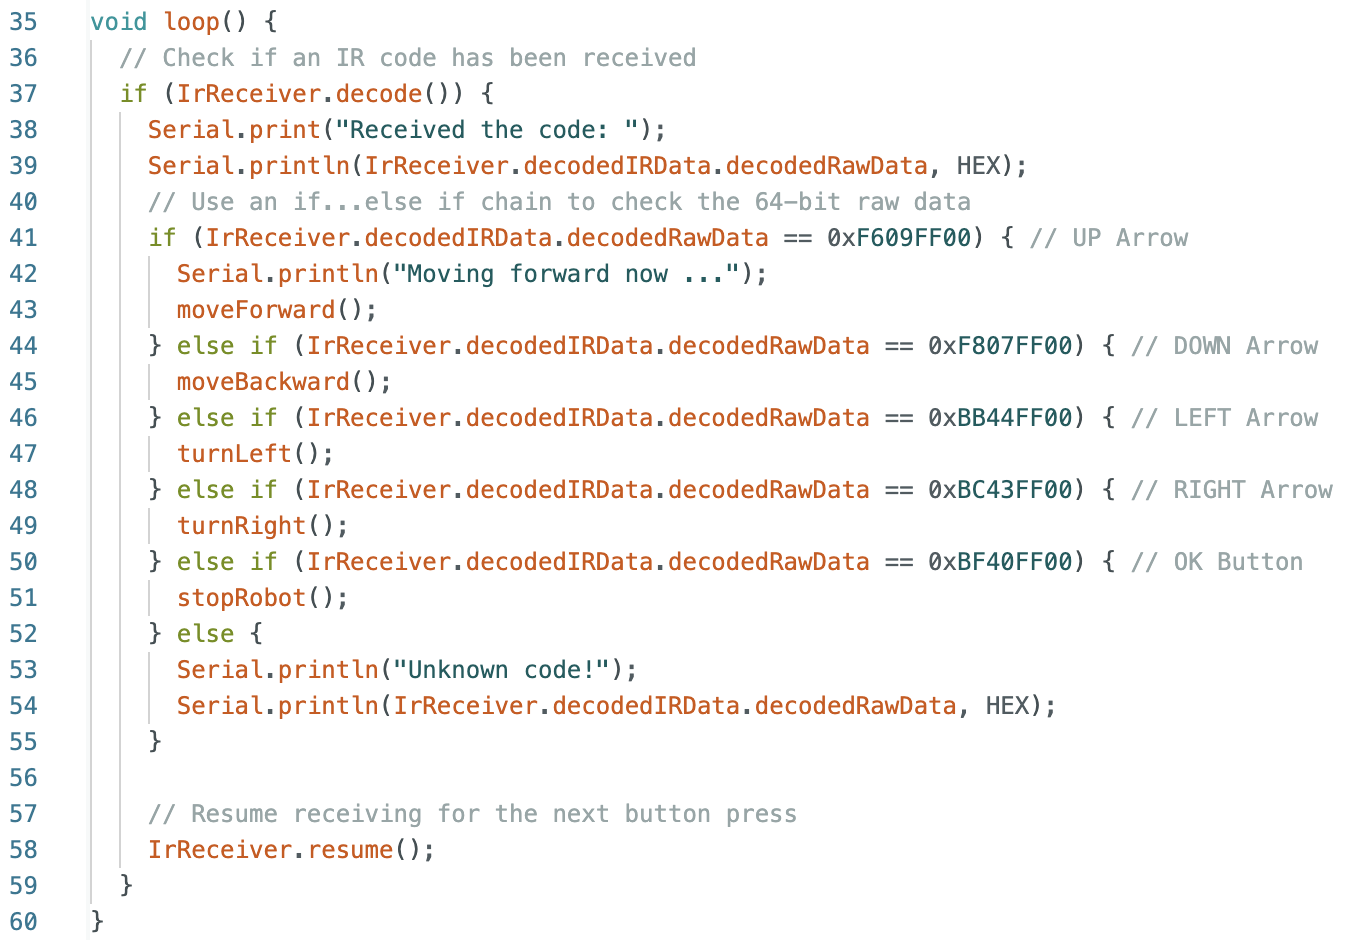 35 void loop() {
36 // Check if an IR code has been received
37 if (IrReceiver.decode()) {
38 Serial.print("Received the code: ");
39 Serial.println(IrReceiver.decodedIRData.decodedRawData, HEX);
40 // Use an if...else if chain to check the 64-bit raw data
41 if (IrReceiver.decodedIRData.decodedRawData == 0xF609FF00) { // UP Arrow
42 Serial.println("Moving forward now ...");
43 moveForward();
44 } else if (IrReceiver.decodedIRData.decodedRawData == 0xF807FF00) { // DOWN Arrow
45 moveBackward();
46 } else if (IrReceiver.decodedIRData.decodedRawData == 0xBB44FF00) { // LEFT Arrow
47 turnLeft();
48 } else if (IrReceiver.decodedIRData.decodedRawData == 0xBC43FF00) { // RIGHT Arrow
49 turnRight();
50 } else if (IrReceiver.decodedIRData.decodedRawData == 0xBF40FF00) { // OK Button
51 stopRobot();
52 } else {
53 Serial.println("Unknown code!");
54 Serial.println(IrReceiver.decodedIRData.decodedRawData, HEX);
55 }
56
57 // Resume receiving for the next button press
58 IrReceiver.resume();
59 }
60 }